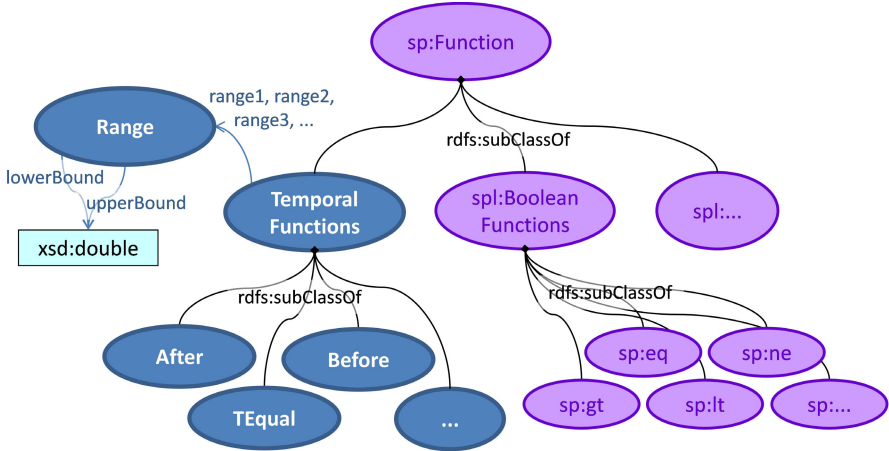 sp:Function
range1, range2,
range3, ...
Range
rdfs:subClassOf
lowerBound
upperBound
Temporal
Functions
spl:Boolean
Functions
spl:...
xsd:double
rdfs:subClassOf
rdfs:subClassOf
After
Before
sp:eq
sp:ne
TEqual
...
sp:gt
sp:lt
sp:...